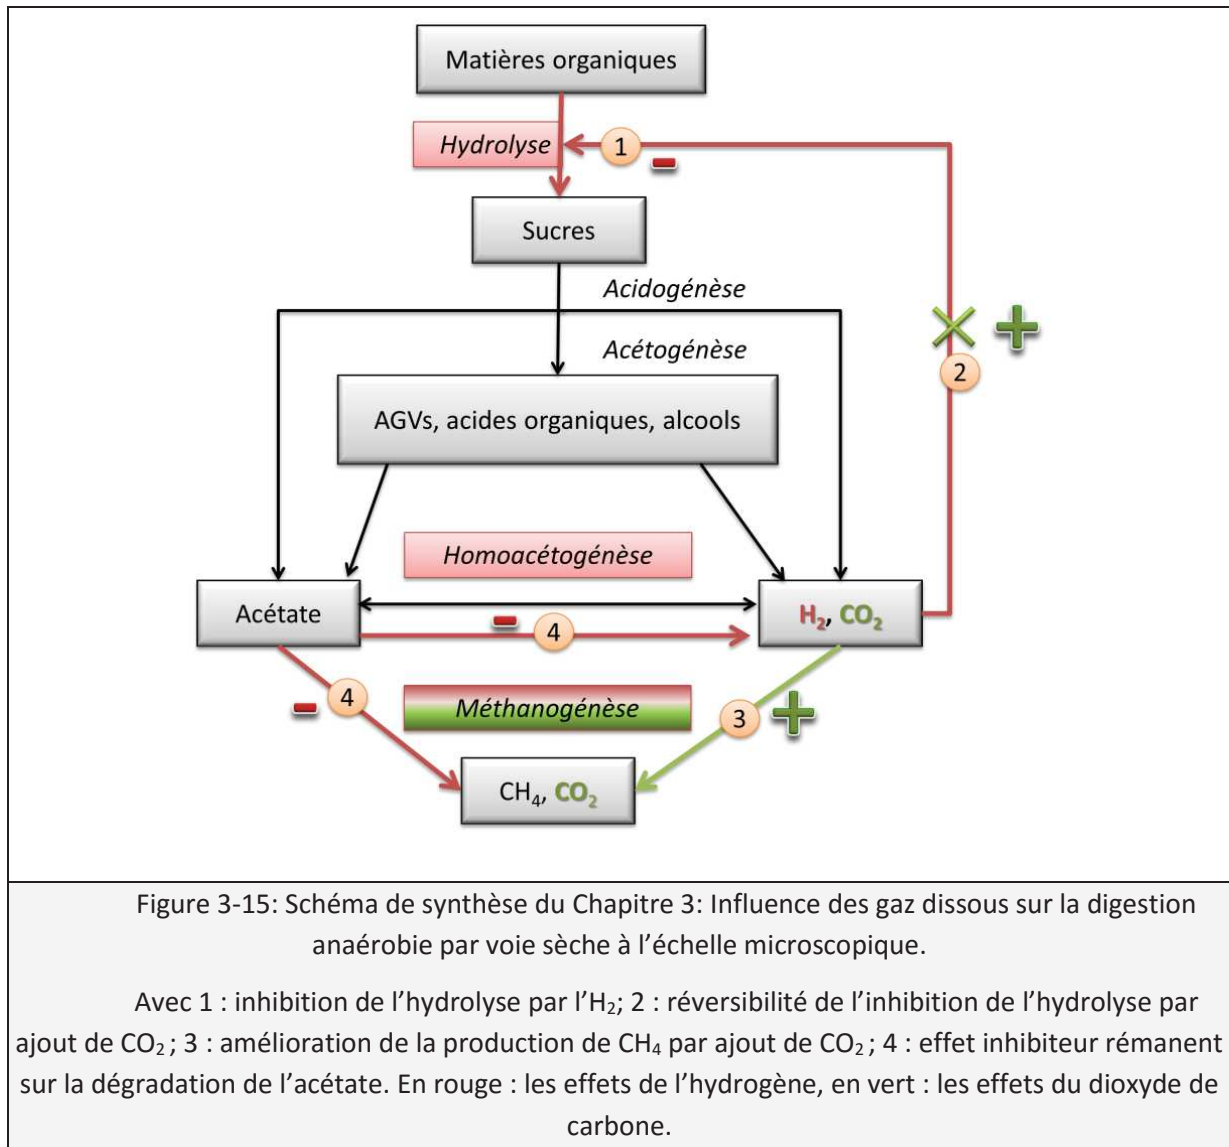 Matières organiques
Hydrolyse
1
Sucres
Acidogénèse
Acétogénèse
2
AGVs, acides organiques, alcools
Homoacétogénèse
Acétate
H₂, CO₂
4
4
Méthanogénèse
3
CH₄, CO₂
Figure 3-15: Schéma de synthèse du Chapitre 3: Influence des gaz dissous sur la digestion
anaérobie par voie sèche à l’échelle microscopique.
Avec 1 : inhibition de l’hydrolyse par l’H₂; 2 : réversibilité de l’inhibition de l’hydrolyse par
ajout de CO₂ ; 3 : amélioration de la production de CH₄ par ajout de CO₂ ; 4 : effet inhibiteur rémanent
sur la dégradation de l’acétate. En rouge : les effets de l’hydrogène, en vert : les effets du dioxyde de
carbone.